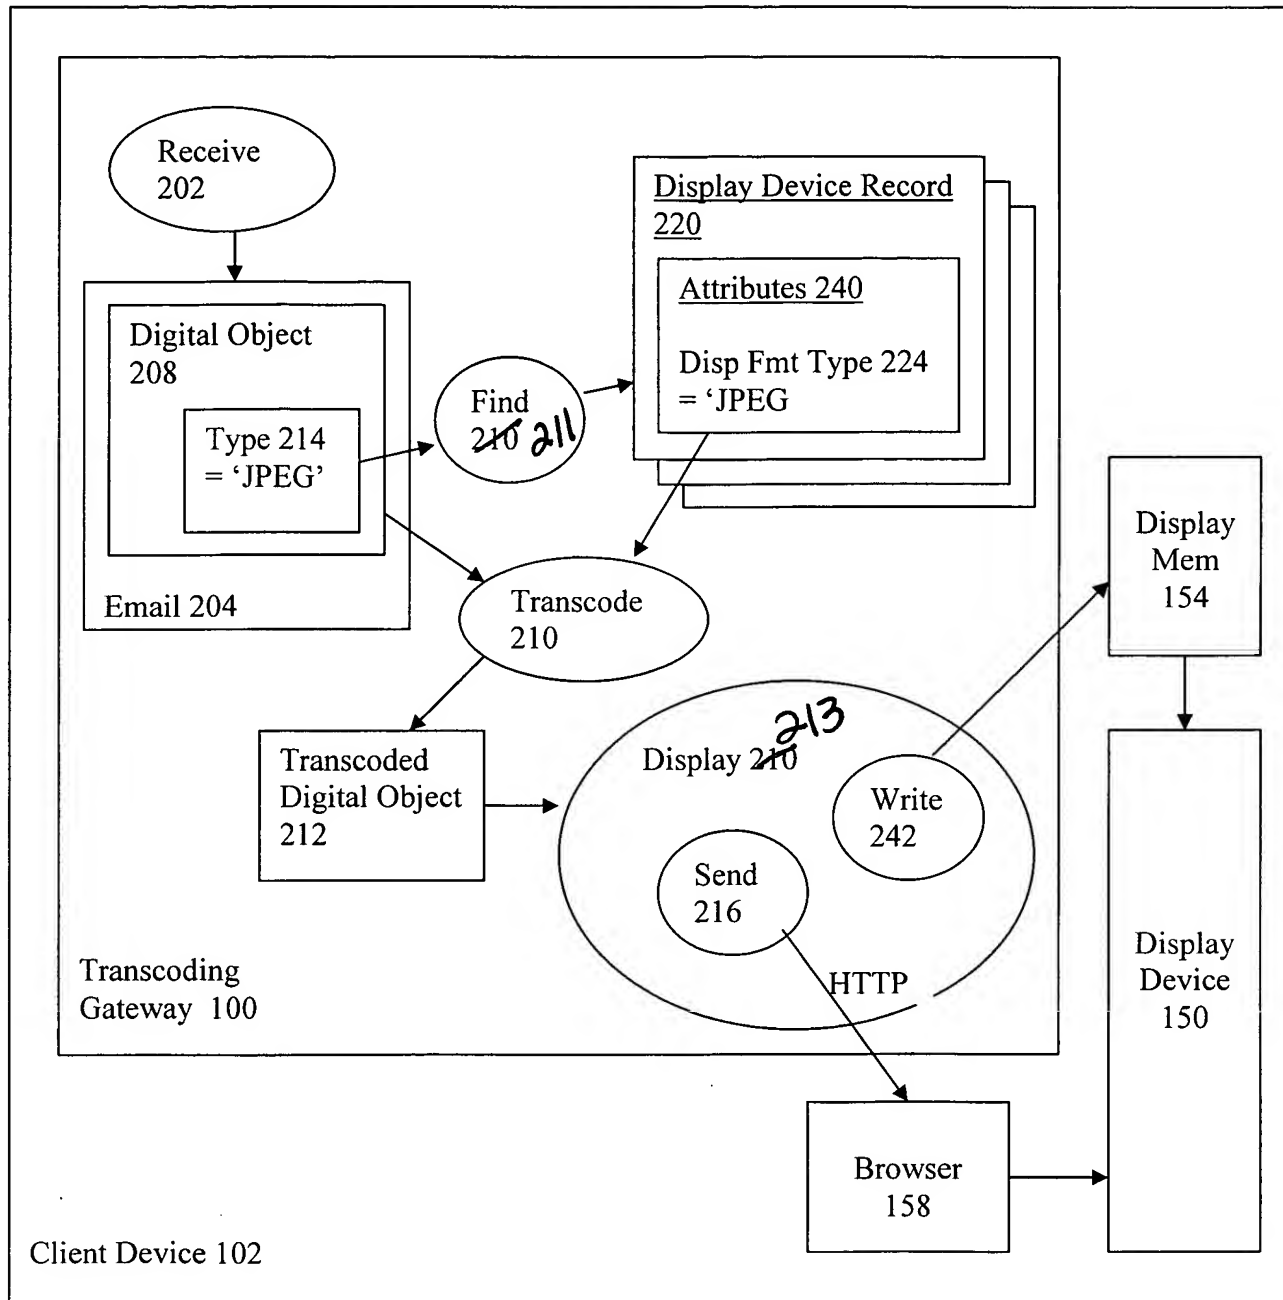 Receive
202
Display Device Record
220
Attributes 240
Disp Fmt Type 224
= ‘JPEG
Digital Object
208
Type 214
= ‘JPEG’
Find
210 211
Email 204
Transcode
210
Display
Mem
154
Transcoded
Digital Object
212
213
Display 210
Write
242
Send
216
HTTP
Transcoding
Gateway 100
Display
Device
150
Browser
158
Client Device 102